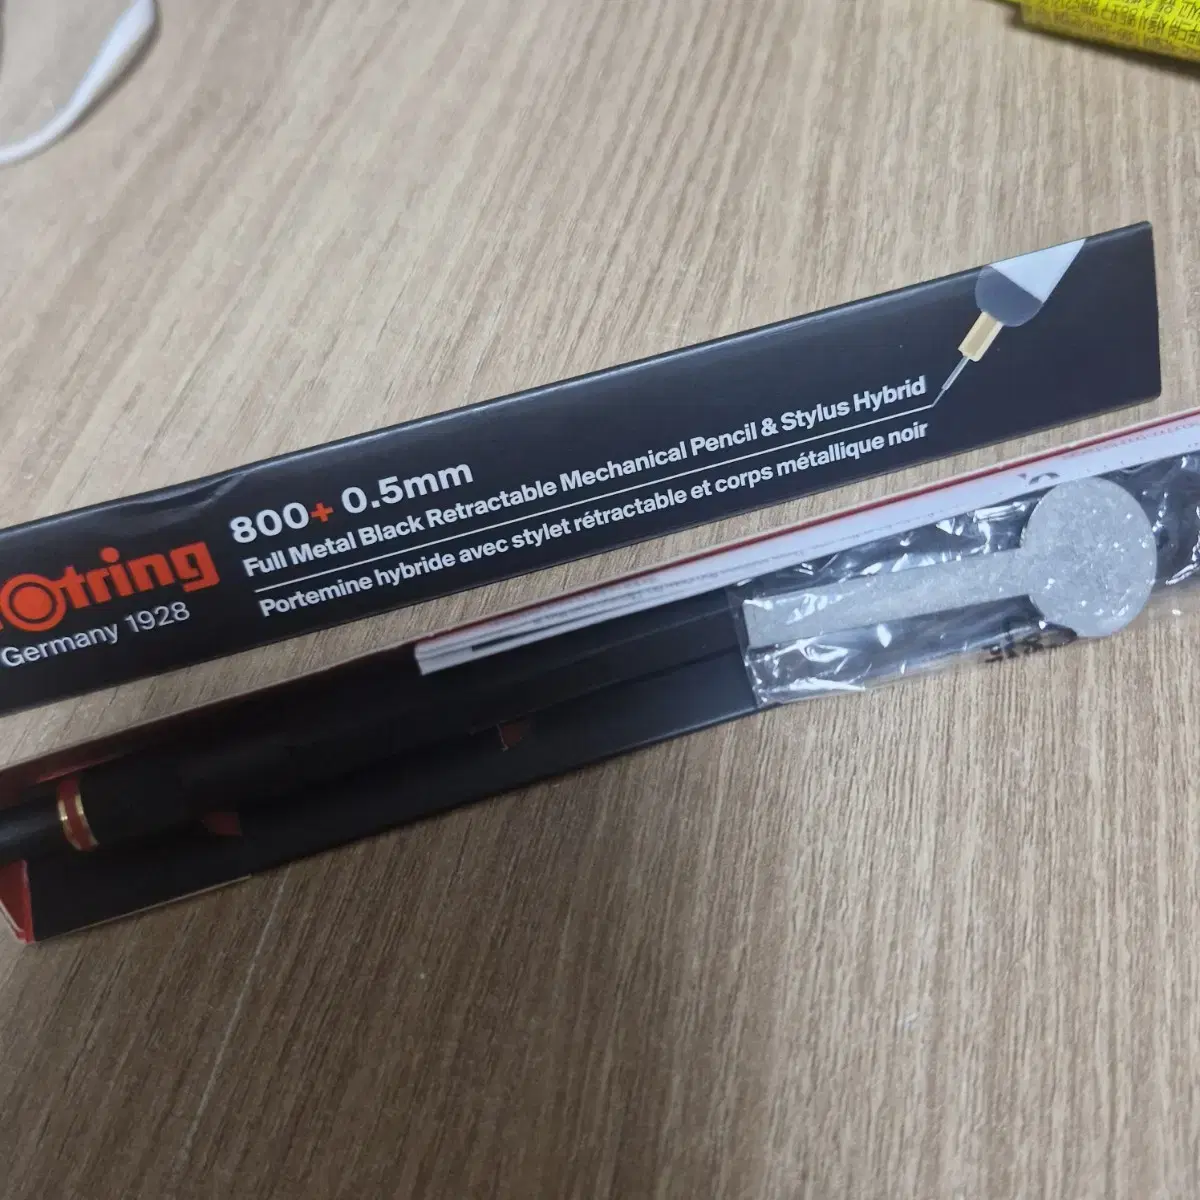 rotring
Germany 1928
800+ 0.5mm
Full Metal Black Retractable Mechanical Pencil & Stylus Hybrid
Portemine hybride avec stylet rétractable et corps métallique noir